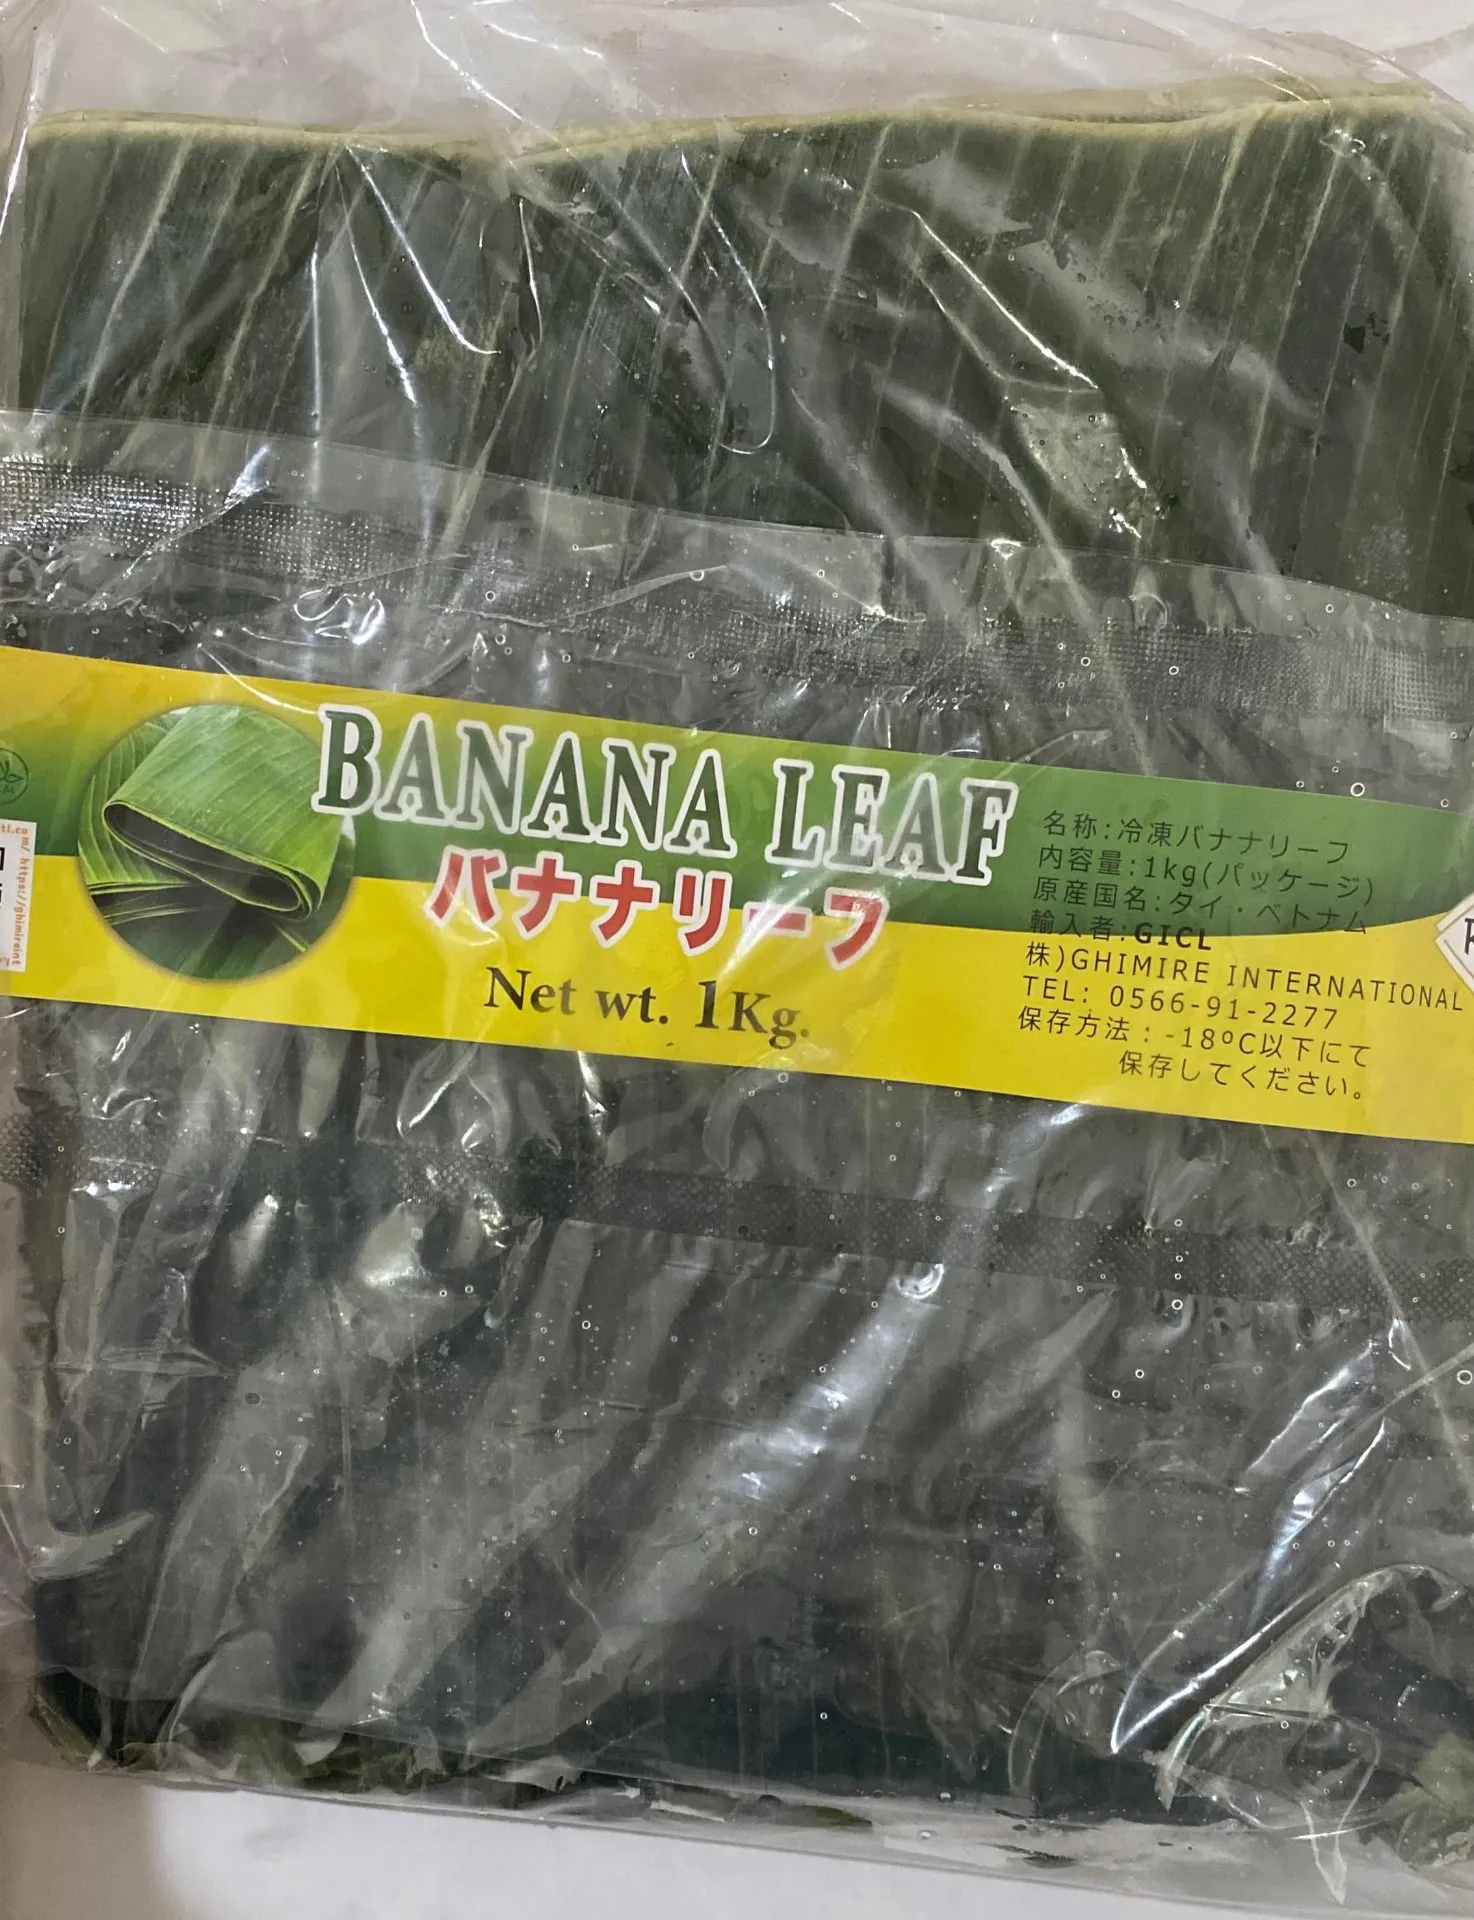 BANANA LEAF
バナナリーフ
Net wt. 1Kg.
名称:冷凍バナナリーフ
内容量:1kg(パッケージ)
原産国名:タイ・ベトナム
輸入者:GICL
株)GHIMIRE INTERNATIONAL
TEL: 0566-91-2277
保存方法:-18ºC以下にて
保存してください。
https://ghimireint